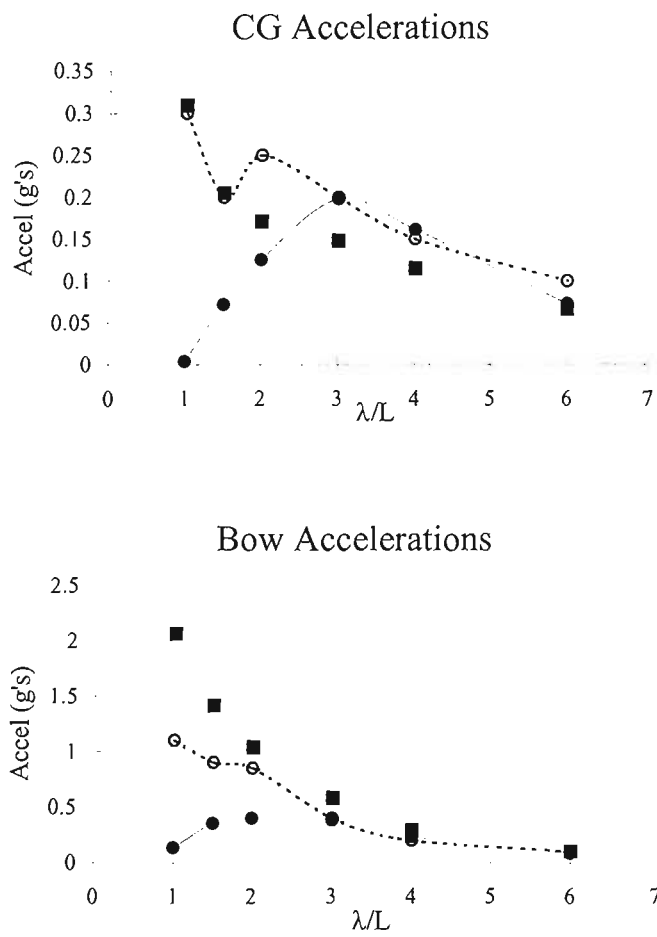 CG Accelerations
0.35
0.3
0.25
0.2
0.15
0.1
0.05
0
Accel (g's)
0 1 2 3 4 5 6 7
λ/L
Bow Accelerations
2.5
2
1.5
1
0.5
0
Accel (g's)
0 1 2 3 4 5 6 7
λ/L